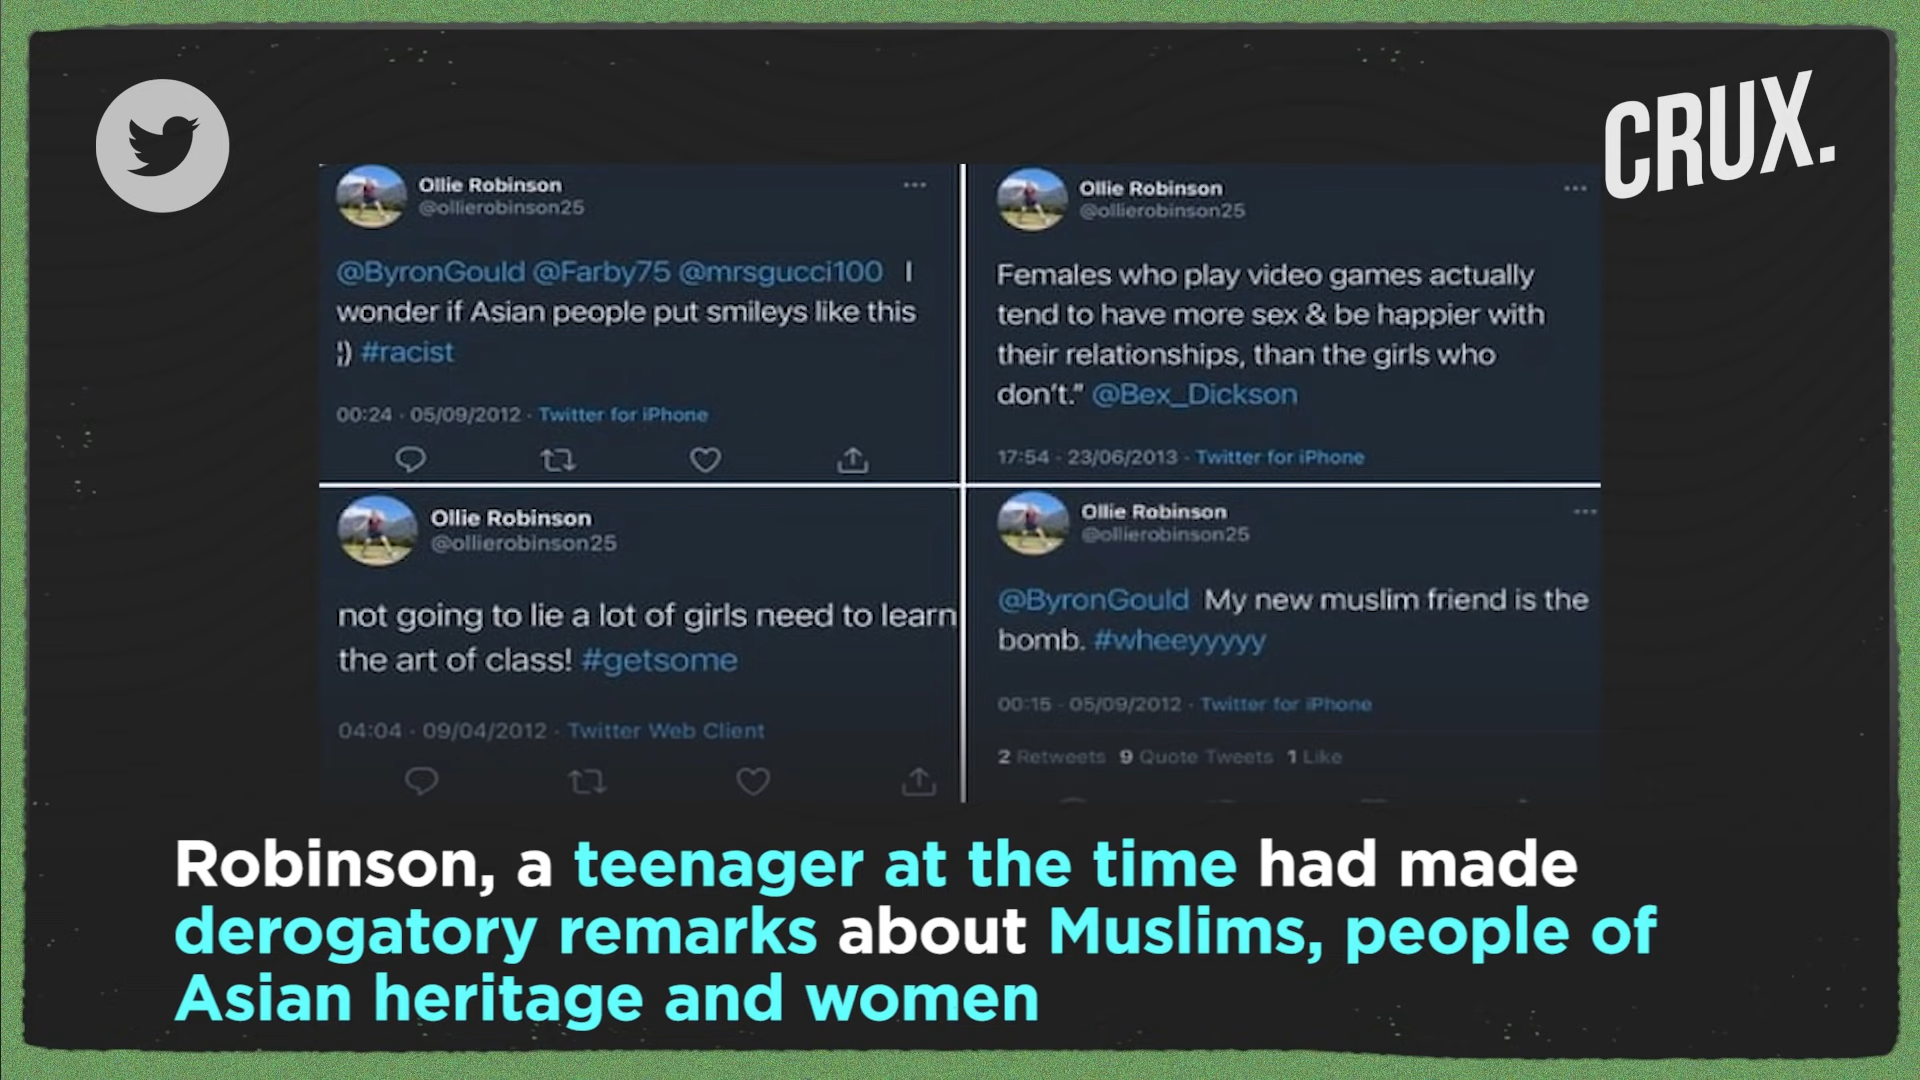 CRUX.
Ollie Robinson
@ollierobinson25
@ByronGould @Farby75 @mrsgucci100 I
wonder if Asian people put smileys like this
¦) #racist
00:24 · 05/09/2012 · Twitter for iPhone
Ollie Robinson
@ollierobinson25
Females who play video games actually
tend to have more sex & be happier with
their relationships, than the girls who
don't." @Bex_Dickson
17:54 · 23/06/2013 · Twitter for iPhone
Ollie Robinson
@ollierobinson25
not going to lie a lot of girls need to learn
the art of class! #getsome
04:04 · 09/04/2012 · Twitter Web Client
Ollie Robinson
@ollierobinson25
@ByronGould My new muslim friend is the
bomb. #wheeyyyyy
00:15 · 05/09/2012 · Twitter for iPhone
2 Retweets 9 Quote Tweets 1 Like
Robinson, a teenager at the time had made
derogatory remarks about Muslims, people of
Asian heritage and women